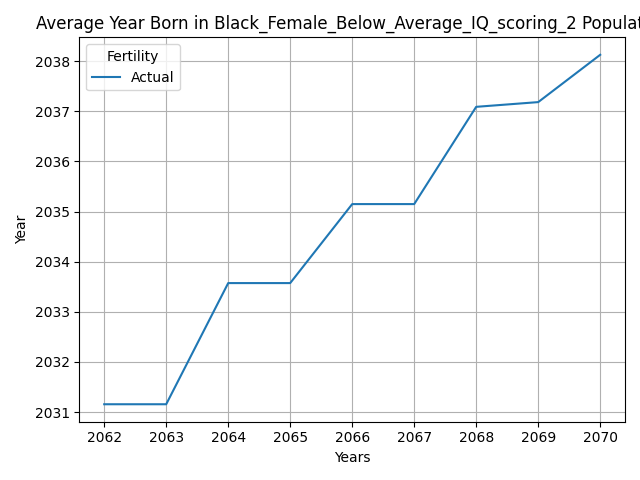 Average Year Born in Black_Female_Below_Average_IQ_scoring_2 Populat
Fertility
Actual
Year
2038
2037
2036
2035
2034
2033
2032
2031
2062 2063 2064 2065 2066 2067 2068 2069 2070
Years